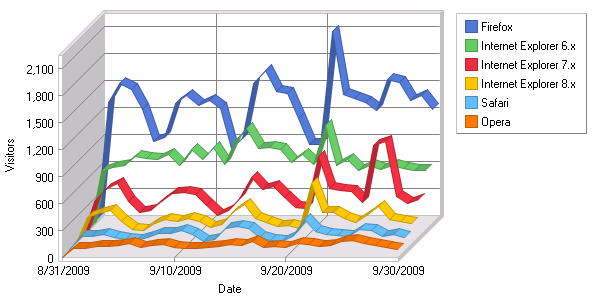 Firefox
Internet Explorer 6.x
Internet Explorer 7.x
Internet Explorer 8.x
Safari
Opera
Visitors
2,100
1,800
1,500
1,200
900
600
300
0
8/31/2009 9/10/2009 9/20/2009 9/30/2009
Date